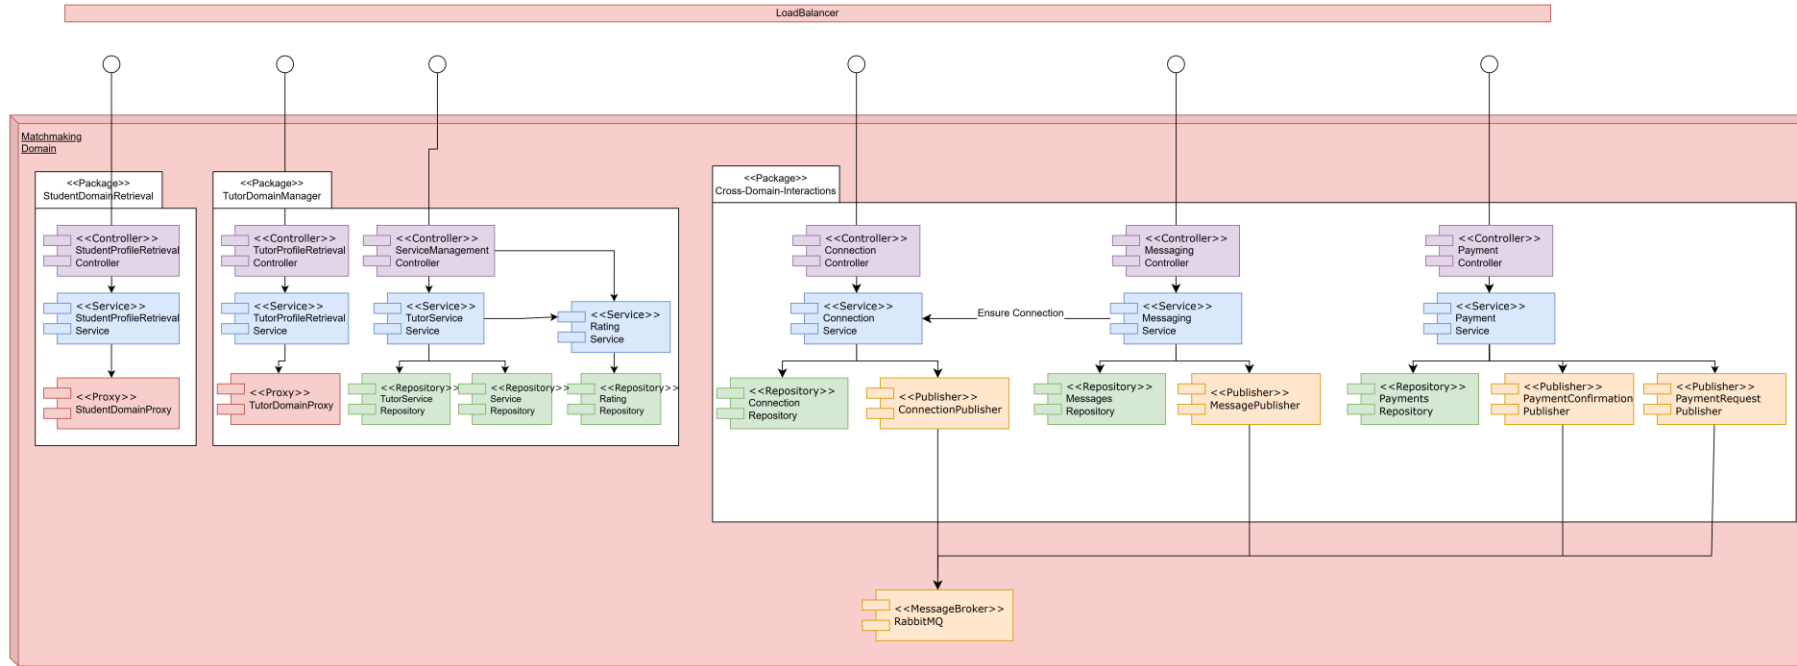 LoadBalancer
Matchmaking
Domain
<<Package>>
StudentDomainRetrieval
<<Controller>>
StudentProfileRetrieval
Controller
<<Service>>
StudentProfileRetrieval
Service
<<Proxy>>
StudentDomainProxy
<<Package>>
TutorDomainManager
<<Controller>>
TutorProfileRetrieval
Controller
<<Service>>
TutorProfileRetrieval
Service
<<Proxy>>
TutorDomainProxy
<<Controller>>
ServiceManagement
Controller
<<Service>>
TutorService
Service
<<Service>>
Rating
Service
<<Repository>>
TutorService
Repository
<<Repository>>
Service
Repository
<<Repository>>
Rating
Repository
<<Package>>
Cross-Domain-Interactions
<<Controller>>
Connection
Controller
<<Service>>
Connection
Service
Ensure Connection
<<Repository>>
Connection
Repository
<<Publisher>>
ConnectionPublisher
<<Controller>>
Messaging
Controller
<<Service>>
Messaging
Service
<<Repository>>
Messages
Repository
<<Publisher>>
MessagePublisher
<<Controller>>
Payment
Controller
<<Service>>
Payment
Service
<<Repository>>
Payments
Repository
<<Publisher>>
PaymentConfirmation
Publisher
<<Publisher>>
PaymentRequest
Publisher
<<MessageBroker>>
RabbitMQ